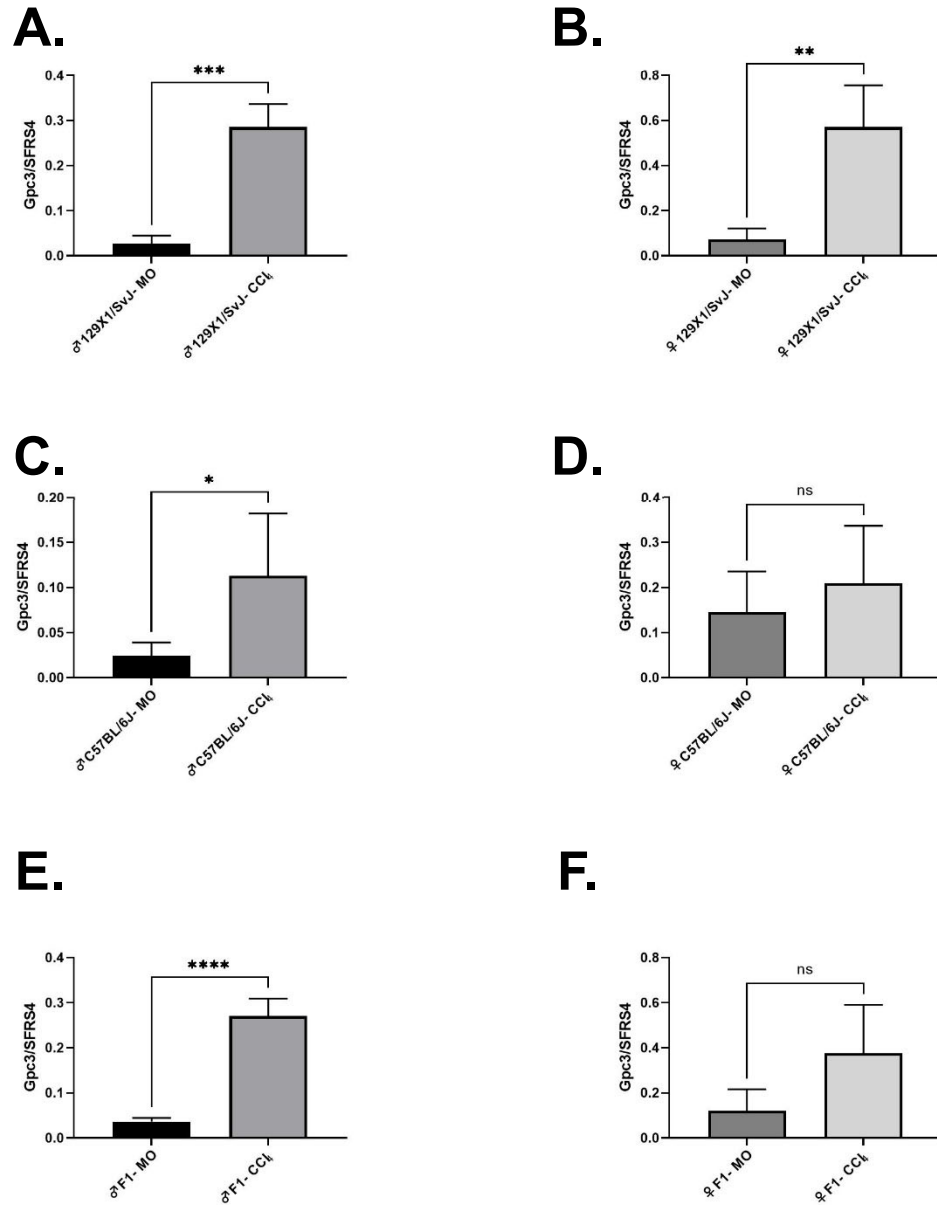 A.
***
0.4
0.3
0.2
0.1
0.0
Gpc3/SFRS4
♂129X1/SvJ- MO
♂129X1/SvJ- CCl₄
B.
**
0.8
0.6
0.4
0.2
0.0
Gpc3/SFRS4
♀129X1/SvJ- MO
♀129X1/SvJ- CCl₄
C.
*
0.20
0.15
0.10
0.05
0.00
Gpc3/SFRS4
♂C57BL/6J- MO
♂C57BL/6J- CCl₄
D.
ns
0.4
0.3
0.2
0.1
0.0
Gpc3/SFRS4
♀C57BL/6J- MO
♀C57BL/6J- CCl₄
E.
****
0.4
0.3
0.2
0.1
0.0
Gpc3/SFRS4
♂F1- MO
♂F1- CCl₄
F.
ns
0.8
0.6
0.4
0.2
0.0
Gpc3/SFRS4
♀F1- MO
♀F1- CCl₄